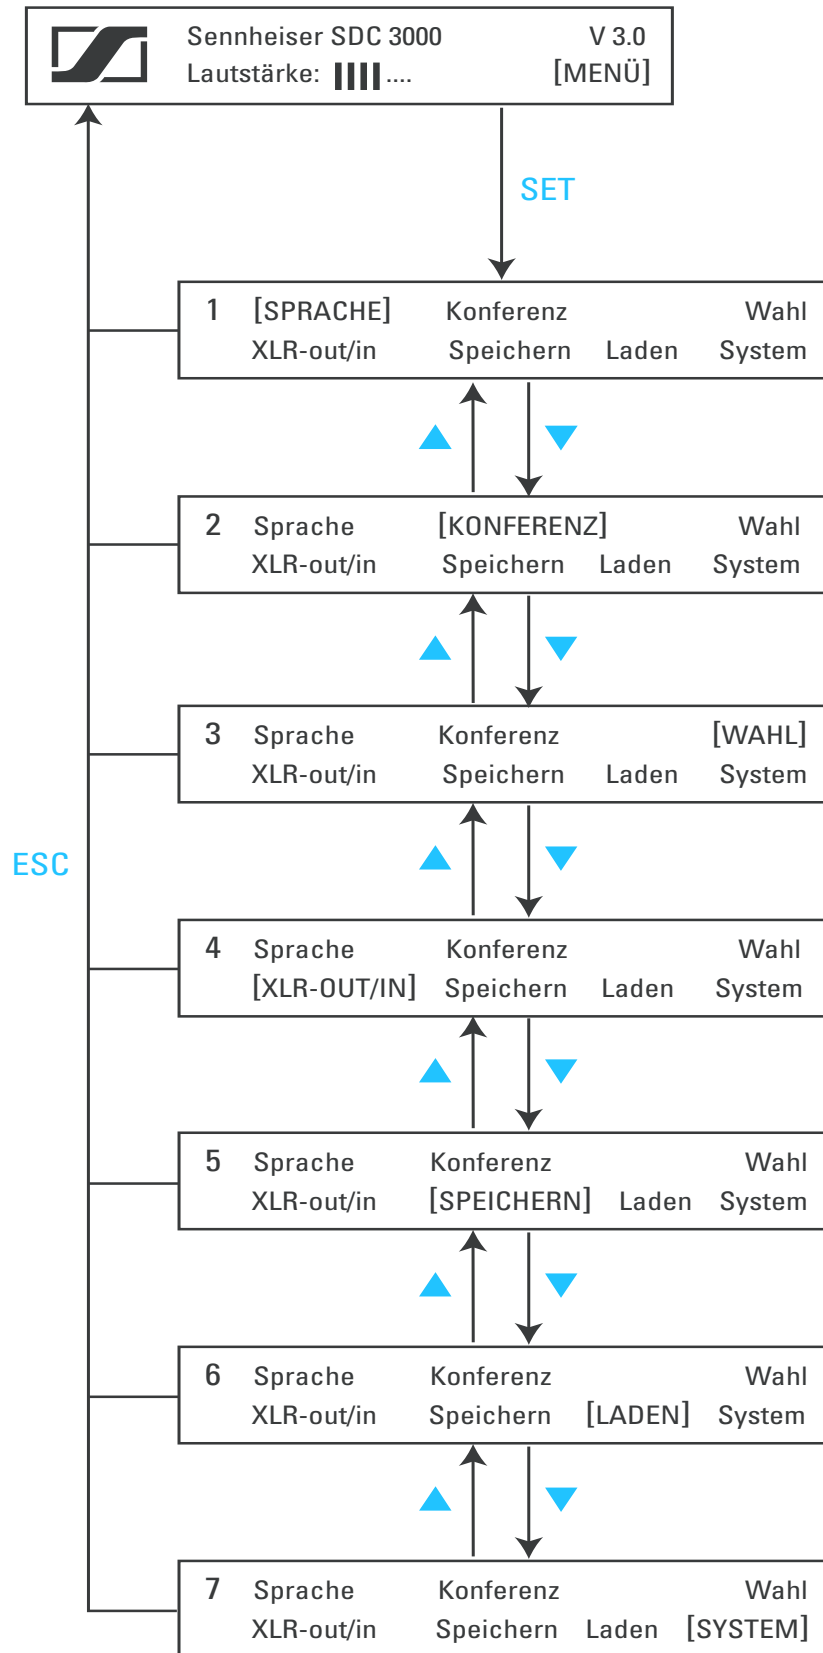 Sennheiser SDC 3000 V 3.0
Lautstärke: .... [MENÜ]
SET
1 [SPRACHE] Konferenz Wahl
XLR-out/in Speichern Laden System
2 Sprache [KONFERENZ] Wahl
XLR-out/in Speichern Laden System
3 Sprache Konferenz [WAHL]
XLR-out/in Speichern Laden System
ESC
4 Sprache Konferenz Wahl
[XLR-OUT/IN] Speichern Laden System
5 Sprache Konferenz Wahl
XLR-out/in [SPEICHERN] Laden System
6 Sprache Konferenz Wahl
XLR-out/in Speichern [LADEN] System
7 Sprache Konferenz Wahl
XLR-out/in Speichern Laden [SYSTEM]